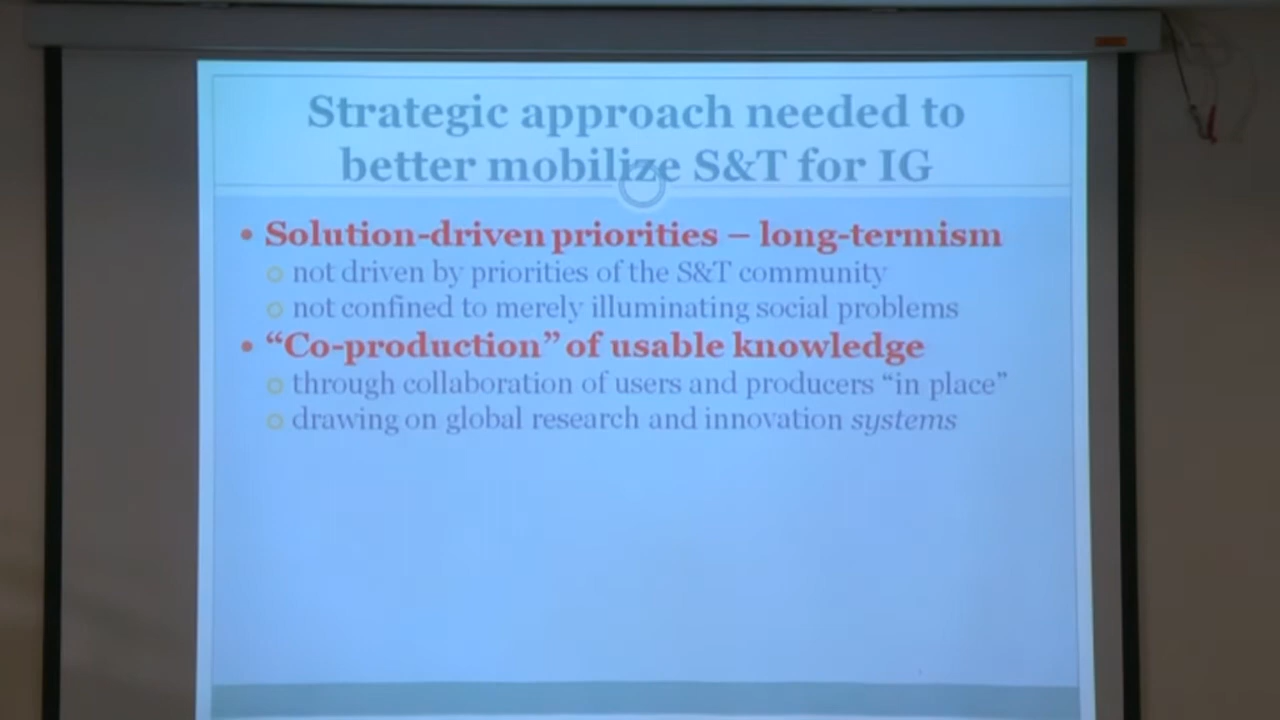 Strategic approach needed to
better mobilize S&T for IG
• Solution-driven priorities – long-termism
○ not driven by priorities of the S&T community
○ not confined to merely illuminating social problems
• “Co-production” of usable knowledge
○ through collaboration of users and producers “in place”
○ drawing on global research and innovation systems